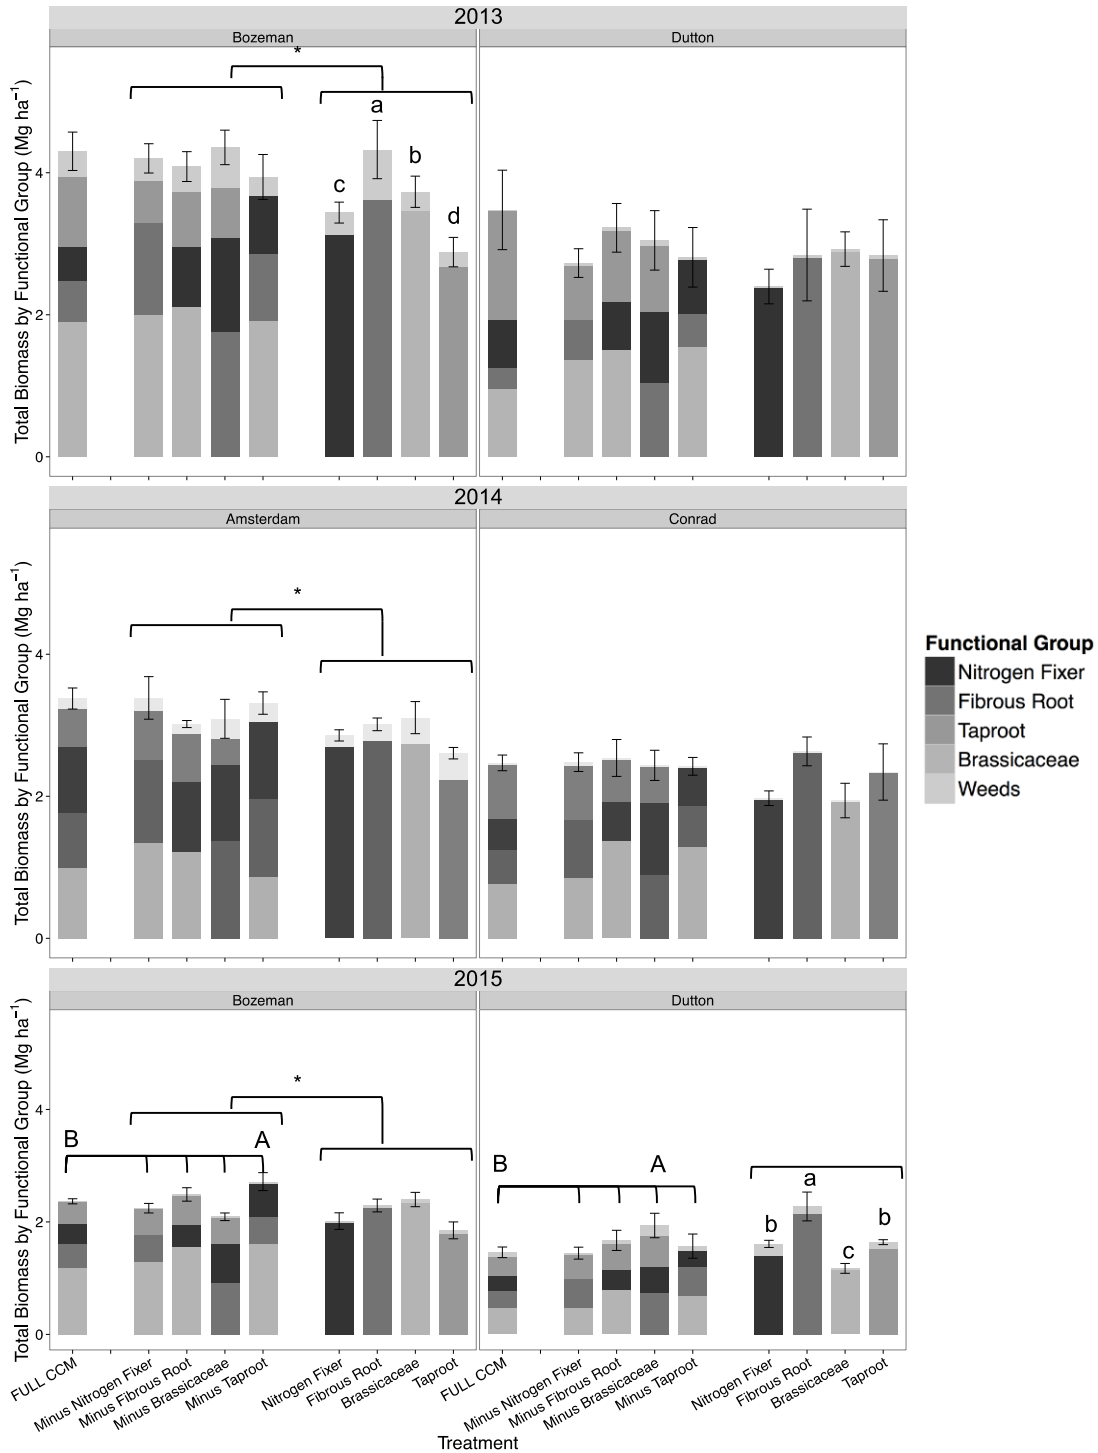 2013
Bozeman
Dutton
Total Biomass by Functional Group (Mg ha⁻¹)
4
2
0
*
a
b
c
d
2014
Amsterdam
Conrad
Total Biomass by Functional Group (Mg ha⁻¹)
4
2
0
*
Functional Group
Nitrogen Fixer
Fibrous Root
Taproot
Brassicaceae
Weeds
2015
Bozeman
Dutton
Total Biomass by Functional Group (Mg ha⁻¹)
4
2
0
*
B
A
B
A
a
b
b
c
FULL CCM
Minus Nitrogen Fixer
Minus Fibrous Root
Minus Brassicaceae
Minus Taproot
Nitrogen Fixer
Fibrous Root
Brassicaceae
Taproot
FULL CCM
Minus Nitrogen Fixer
Minus Fibrous Root
Minus Brassicaceae
Minus Taproot
Nitrogen Fixer
Fibrous Root
Brassicaceae
Taproot
Treatment